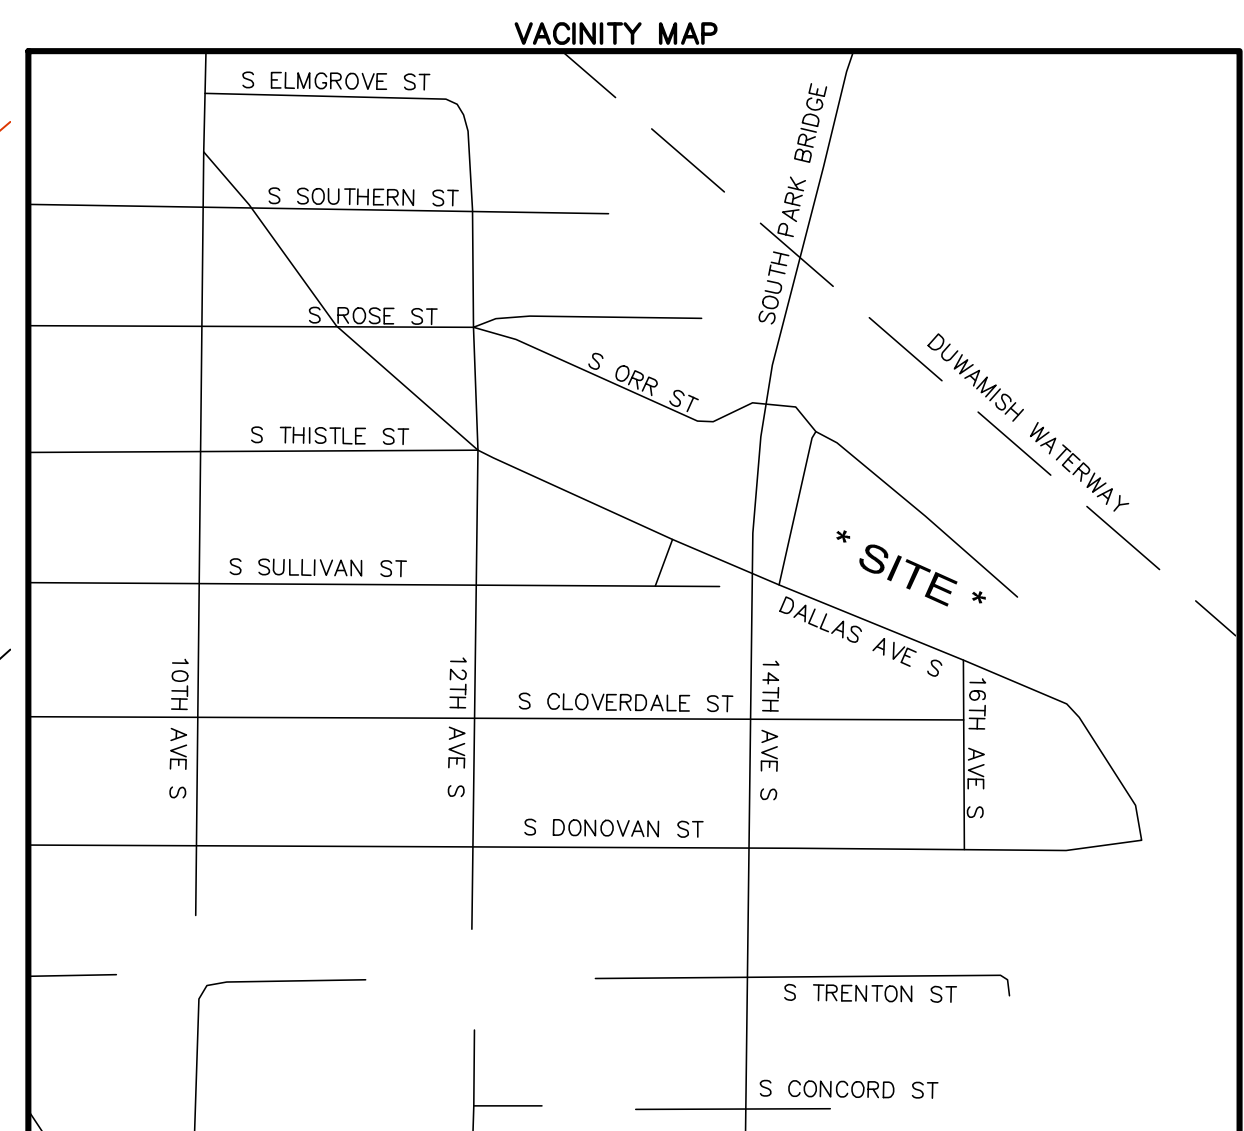 VACINITY MAP
S ELMGROVE ST
SOUTH PARK BRIDGE
S SOUTHERN ST
S ROSE ST
S ORR ST
DUWAMISH WATERWAY
S THISTLE ST
* SITE *
S SULLIVAN ST
DALLAS AVE S
10TH AVE S
12TH AVE S
14TH AVE S
16TH AVE S
S CLOVERDALE ST
S DONOVAN ST
S TRENTON ST
S CONCORD ST